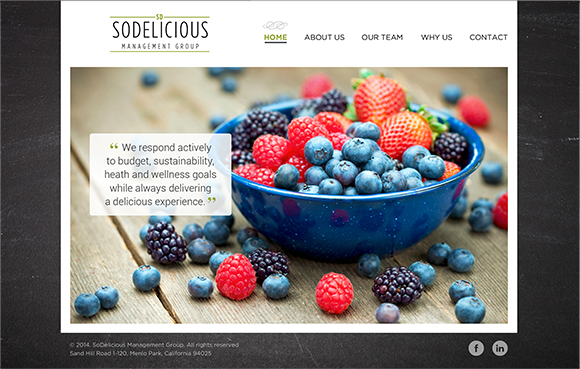 SO
SODELICIOUS
MANAGEMENT GROUP
HOME ABOUT US OUR TEAM WHY US CONTACT
“ We respond actively
to budget, sustainability,
heath and wellness goals
while always delivering
a delicious experience. ”
© 2014. SoDelicious Management Group. All rights reserved
Sand Hill Road 1-120, Menlo Park, California 94025
f in